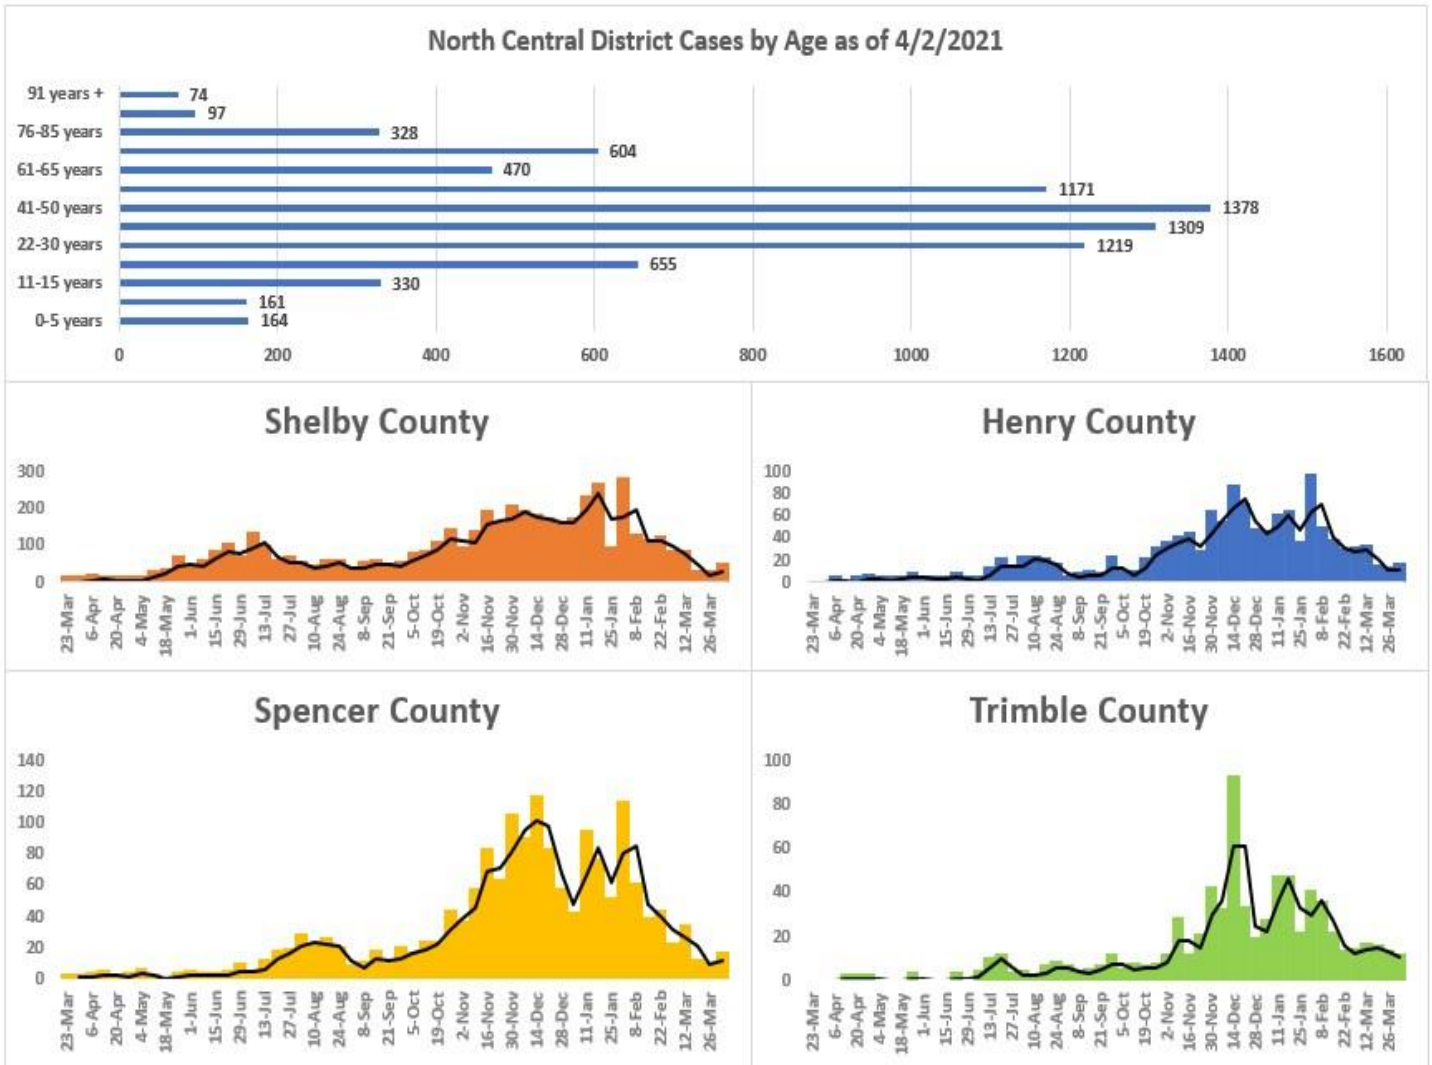 North Central District Cases by Age as of 4/2/2021
91 years + 74
97
76-85 years 328
604
61-65 years 470
1171
41-50 years 1378
1309
22-30 years 1219
655
11-15 years 330
161
0-5 years 164
0 200 400 600 800 1000 1200 1400 1600
Shelby County
300
200
100
0
23-Mar 6-Apr 20-Apr 4-May 18-May 1-Jun 15-Jun 29-Jun 13-Jul 27-Jul 10-Aug 24-Aug 8-Sep 21-Sep 5-Oct 19-Oct 2-Nov 16-Nov 30-Nov 14-Dec 28-Dec 11-Jan 25-Jan 8-Feb 22-Feb 12-Mar 26-Mar
Henry County
100
80
60
40
20
0
23-Mar 6-Apr 20-Apr 4-May 18-May 1-Jun 15-Jun 29-Jun 13-Jul 27-Jul 10-Aug 24-Aug 8-Sep 21-Sep 5-Oct 19-Oct 2-Nov 16-Nov 30-Nov 14-Dec 28-Dec 11-Jan 25-Jan 8-Feb 22-Feb 12-Mar 26-Mar
Spencer County
140
120
100
80
60
40
20
0
23-Mar 6-Apr 20-Apr 4-May 18-May 1-Jun 15-Jun 29-Jun 13-Jul 27-Jul 10-Aug 24-Aug 8-Sep 21-Sep 5-Oct 19-Oct 2-Nov 16-Nov 30-Nov 14-Dec 28-Dec 11-Jan 25-Jan 8-Feb 22-Feb 12-Mar 26-Mar
Trimble County
100
80
60
40
20
0
23-Mar 6-Apr 20-Apr 4-May 18-May 1-Jun 15-Jun 29-Jun 13-Jul 27-Jul 10-Aug 24-Aug 8-Sep 21-Sep 5-Oct 19-Oct 2-Nov 16-Nov 30-Nov 14-Dec 28-Dec 11-Jan 25-Jan 8-Feb 22-Feb 12-Mar 26-Mar